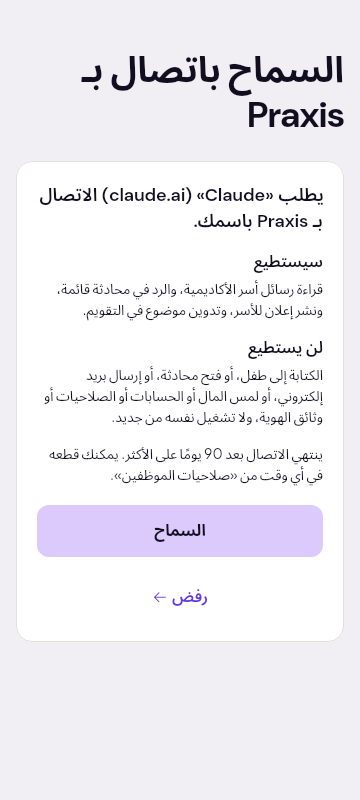 السماح باتصال بـ
Praxis
يطلب «Claude» (claude.ai) الاتصال
بـ Praxis باسمك.
سيستطيع
قراءة رسائل أسر الأكاديمية، والرد في محادثة قائمة،
ونشر إعلان للأسر، وتدوين موضوع في التقويم.
لن يستطيع
الكتابة إلى طفل، أو فتح محادثة، أو إرسال بريد
إلكتروني، أو لمس المال أو الحسابات أو الصلاحيات أو
وثائق الهوية، ولا تشغيل نفسه من جديد.
ينتهي الاتصال بعد 90 يومًا على الأكثر. يمكنك قطعه
في أي وقت من «صلاحيات الموظفين».
السماح
رفض ←